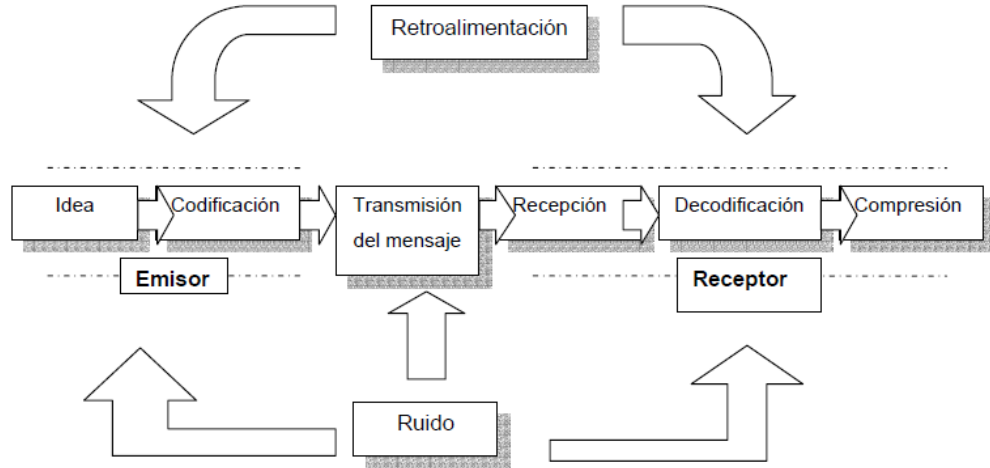 Retroalimentación
Idea
Codificación
Transmisión
del mensaje
Recepción
Decodificación
Compresión
Emisor
Receptor
Ruido